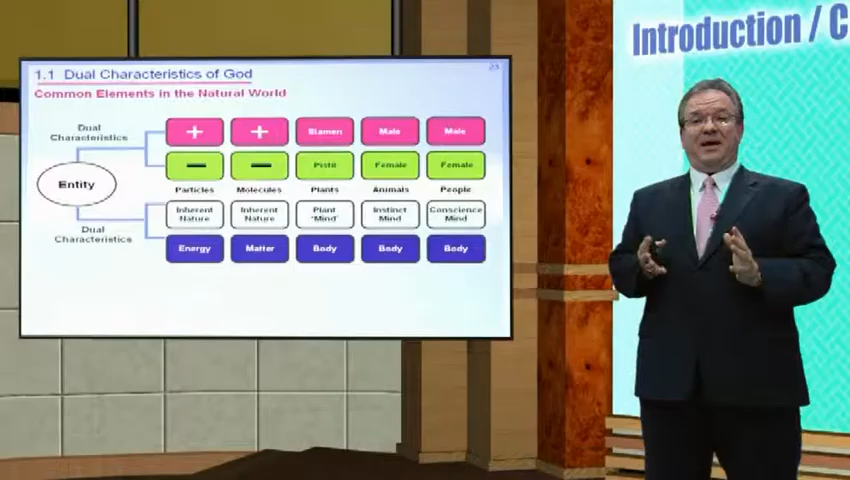 Introduction / C
23
1.1 Dual Characteristics of God
Common Elements in the Natural World
Dual
Characteristics
+ + Stamen Male Male
− − Pistil Female Female
Entity
Particles Molecules Plants Animals People
Inherent Nature Inherent Nature Plant 'Mind' Instinct Mind Conscience Mind
Dual
Characteristics
Energy Matter Body Body Body